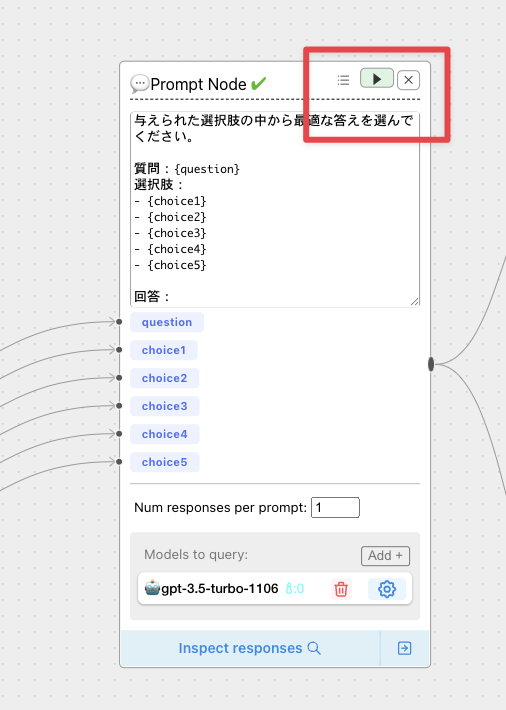 Prompt Node
与えられた選択肢の中から最適な答えを選んで
ください。
質問：{question}
選択肢：
- {choice1}
- {choice2}
- {choice3}
- {choice4}
- {choice5}
回答：
question
choice1
choice2
choice3
choice4
choice5
Num responses per prompt: 1
Models to query:
Add +
gpt-3.5-turbo-1106 🌡:0
Inspect responses